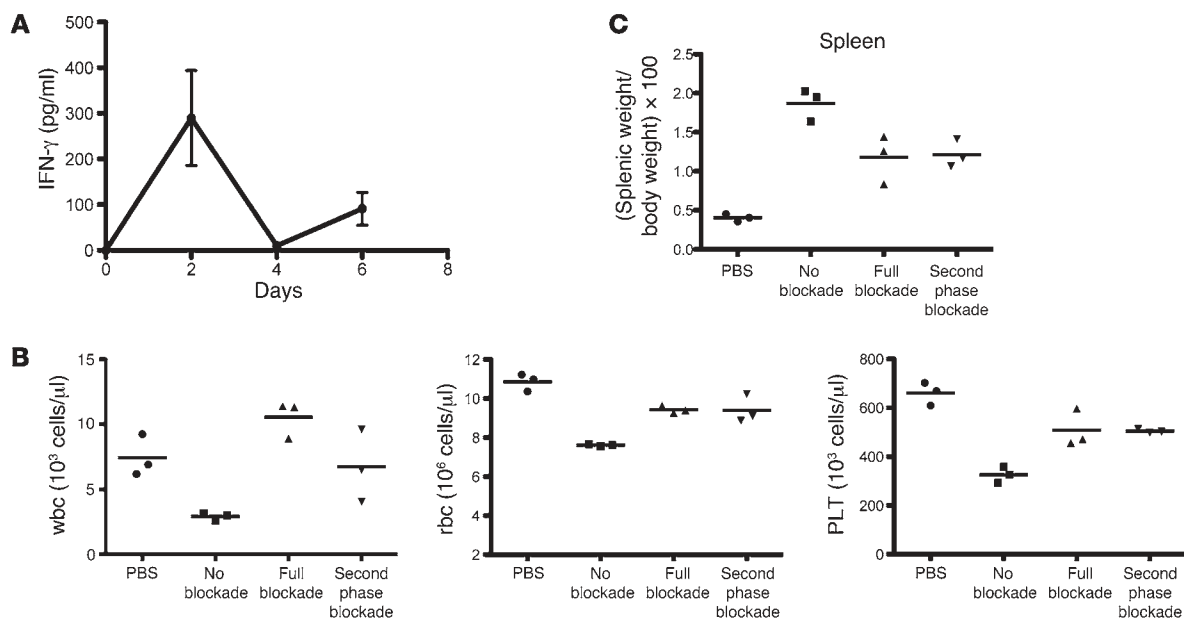 A
500
400
300
200
100
0
IFN-γ (pg/ml)
0
2
4
6
8
Days
C
Spleen
2.5
2.0
1.5
1.0
0.5
0.0
(Splenic weight/
body weight) × 100
PBS
No
blockade
Full
blockade
Second
phase
blockade
B
15
10
5
0
wbc (10³ cells/μl)
PBS
No
blockade
Full
blockade
Second
phase
blockade
12
10
8
6
4
2
rbc (10⁶ cells/μl)
PBS
No
blockade
Full
blockade
Second
phase
blockade
800
600
400
200
0
PLT (10³ cells/μl)
PBS
No
blockade
Full
blockade
Second
phase
blockade